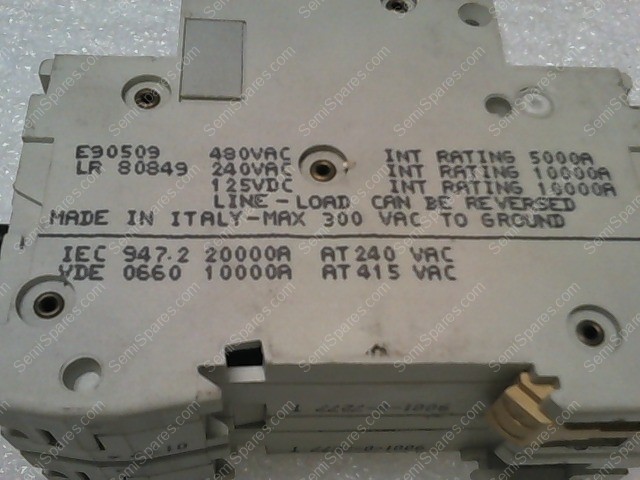 E90509 480VAC INT RATING 5000A
LR 80849 240VAC INT RATING 10000A
125VDC INT RATING 10000A
LINE-LOAD CAN BE REVERSED
MADE IN ITALY-MAX 300 VAC TO GROUND
IEC 947.2 20000A AT 240 VAC
VDE 0660 10000A AT 415 VAC
SemiSpares.com